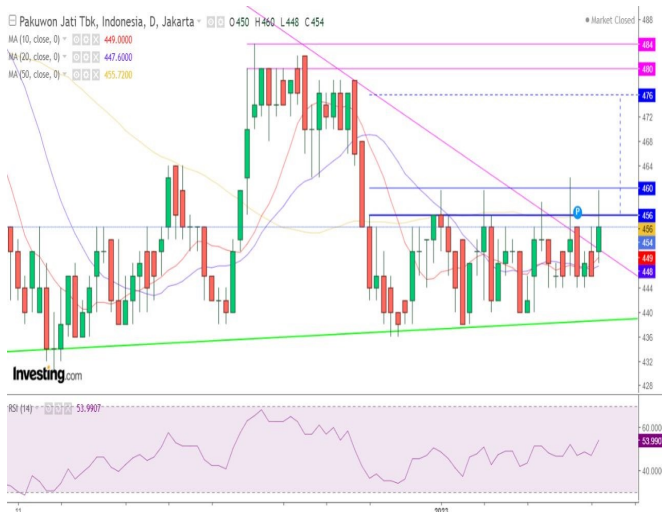 Pakuwon Jati Tbk, Indonesia, D, Jakarta O450 H460 L448 C454
Market Closed
MA (10, close, 0) 449.0000
MA (20, close, 0) 447.6000
MA (50, close, 0) 455.7200
488
484
480
476
472
468
464
460
456
455
454
449
448
444
440
436
432
428
P
Investing.com
RSI (14) 53.9907
60.0000
53.990
40.0000
11
2022